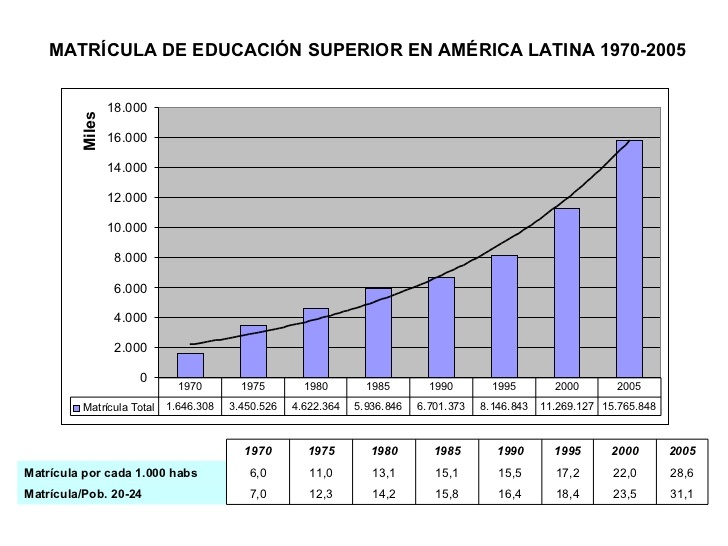 MATRÍCULA DE EDUCACIÓN SUPERIOR EN AMÉRICA LATINA 1970-2005
Miles
18.000
16.000
14.000
12.000
10.000
8.000
6.000
4.000
2.000
0
1970 1975 1980 1985 1990 1995 2000 2005
Matrícula Total 1.646.308 3.450.526 4.622.364 5.936.846 6.701.373 8.146.843 11.269.127 15.765.848
1970 1975 1980 1985 1990 1995 2000 2005
Matrícula por cada 1.000 habs 6,0 11,0 13,1 15,1 15,5 17,2 22,0 28,6
Matrícula/Pob. 20-24 7,0 12,3 14,2 15,8 16,4 18,4 23,5 31,1